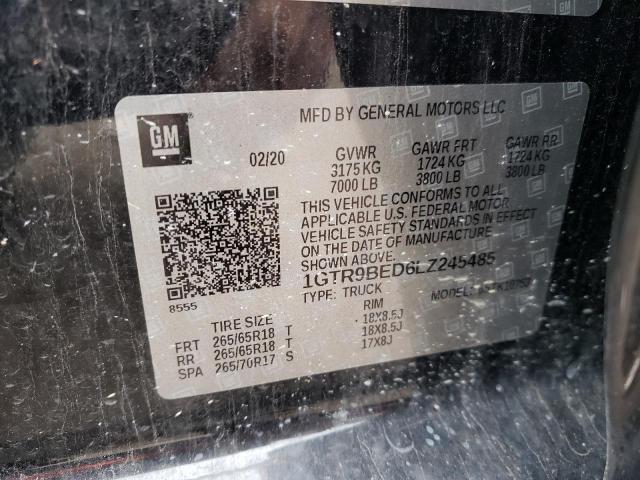 GM
MFD BY GENERAL MOTORS LLC
02/20
GVWR GAWR FRT GAWR RR
3175 KG 1724 KG 1724 KG
7000 LB 3800 LB 3800 LB
THIS VEHICLE CONFORMS TO ALL
APPLICABLE U.S. FEDERAL MOTOR
VEHICLE SAFETY STANDARDS IN EFFECT
ON THE DATE OF MANUFACTURE
SHOWN ABOVE.
1GTR9BED6LZ245485
TYPE: TRUCK MODEL:
8555
TIRE SIZE RIM
FRT 265/65R18 T 18X8.5J
RR 265/65R18 T 18X8.5J
SPA 265/70R17 S 17X8J